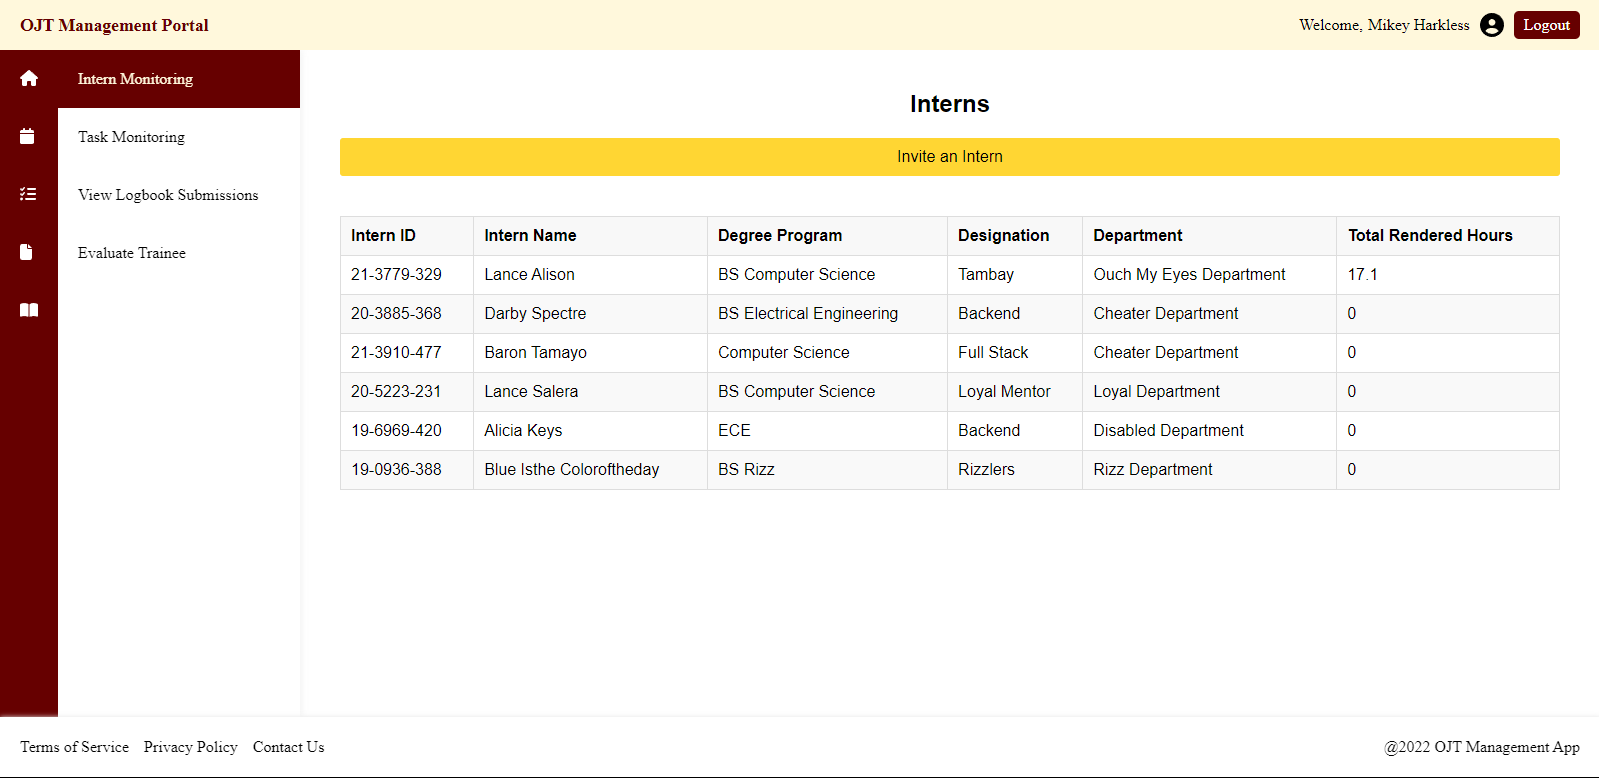 OJT Management Portal
Welcome, Mikey Harkless
Logout
Intern Monitoring
Task Monitoring
View Logbook Submissions
Evaluate Trainee
Interns
Invite an Intern
Intern ID Intern Name Degree Program Designation Department Total Rendered Hours
21-3779-329 Lance Alison BS Computer Science Tambay Ouch My Eyes Department 17.1
20-3885-368 Darby Spectre BS Electrical Engineering Backend Cheater Department 0
21-3910-477 Baron Tamayo Computer Science Full Stack Cheater Department 0
20-5223-231 Lance Salera BS Computer Science Loyal Mentor Loyal Department 0
19-6969-420 Alicia Keys ECE Backend Disabled Department 0
19-0936-388 Blue Isthe Coloroftheday BS Rizz Rizzlers Rizz Department 0
Terms of Service Privacy Policy Contact Us
@2022 OJT Management App